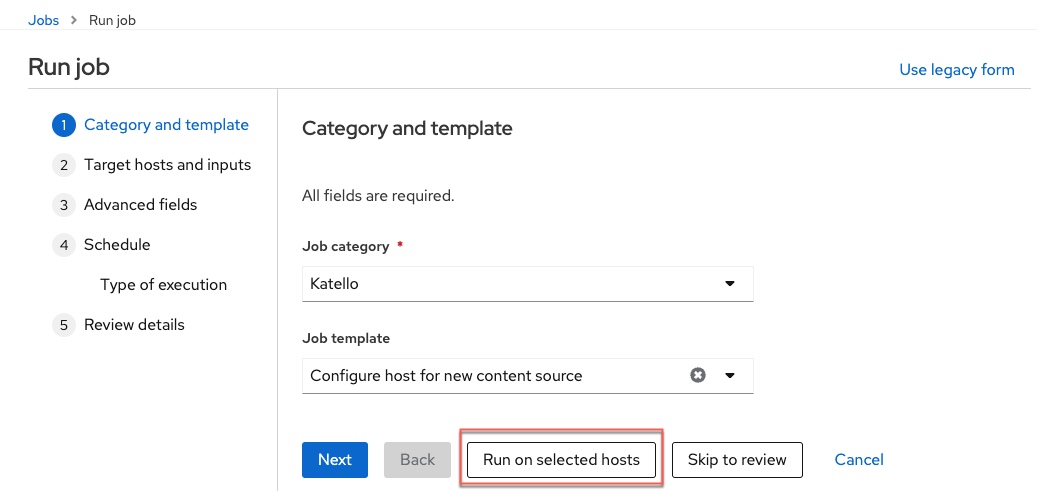 Jobs > Run job
Run job
Use legacy form
1 Category and template
2 Target hosts and inputs
3 Advanced fields
4 Schedule
Type of execution
5 Review details
Category and template
All fields are required.
Job category *
Katello
Job template
Configure host for new content source
Next Back Run on selected hosts Skip to review Cancel